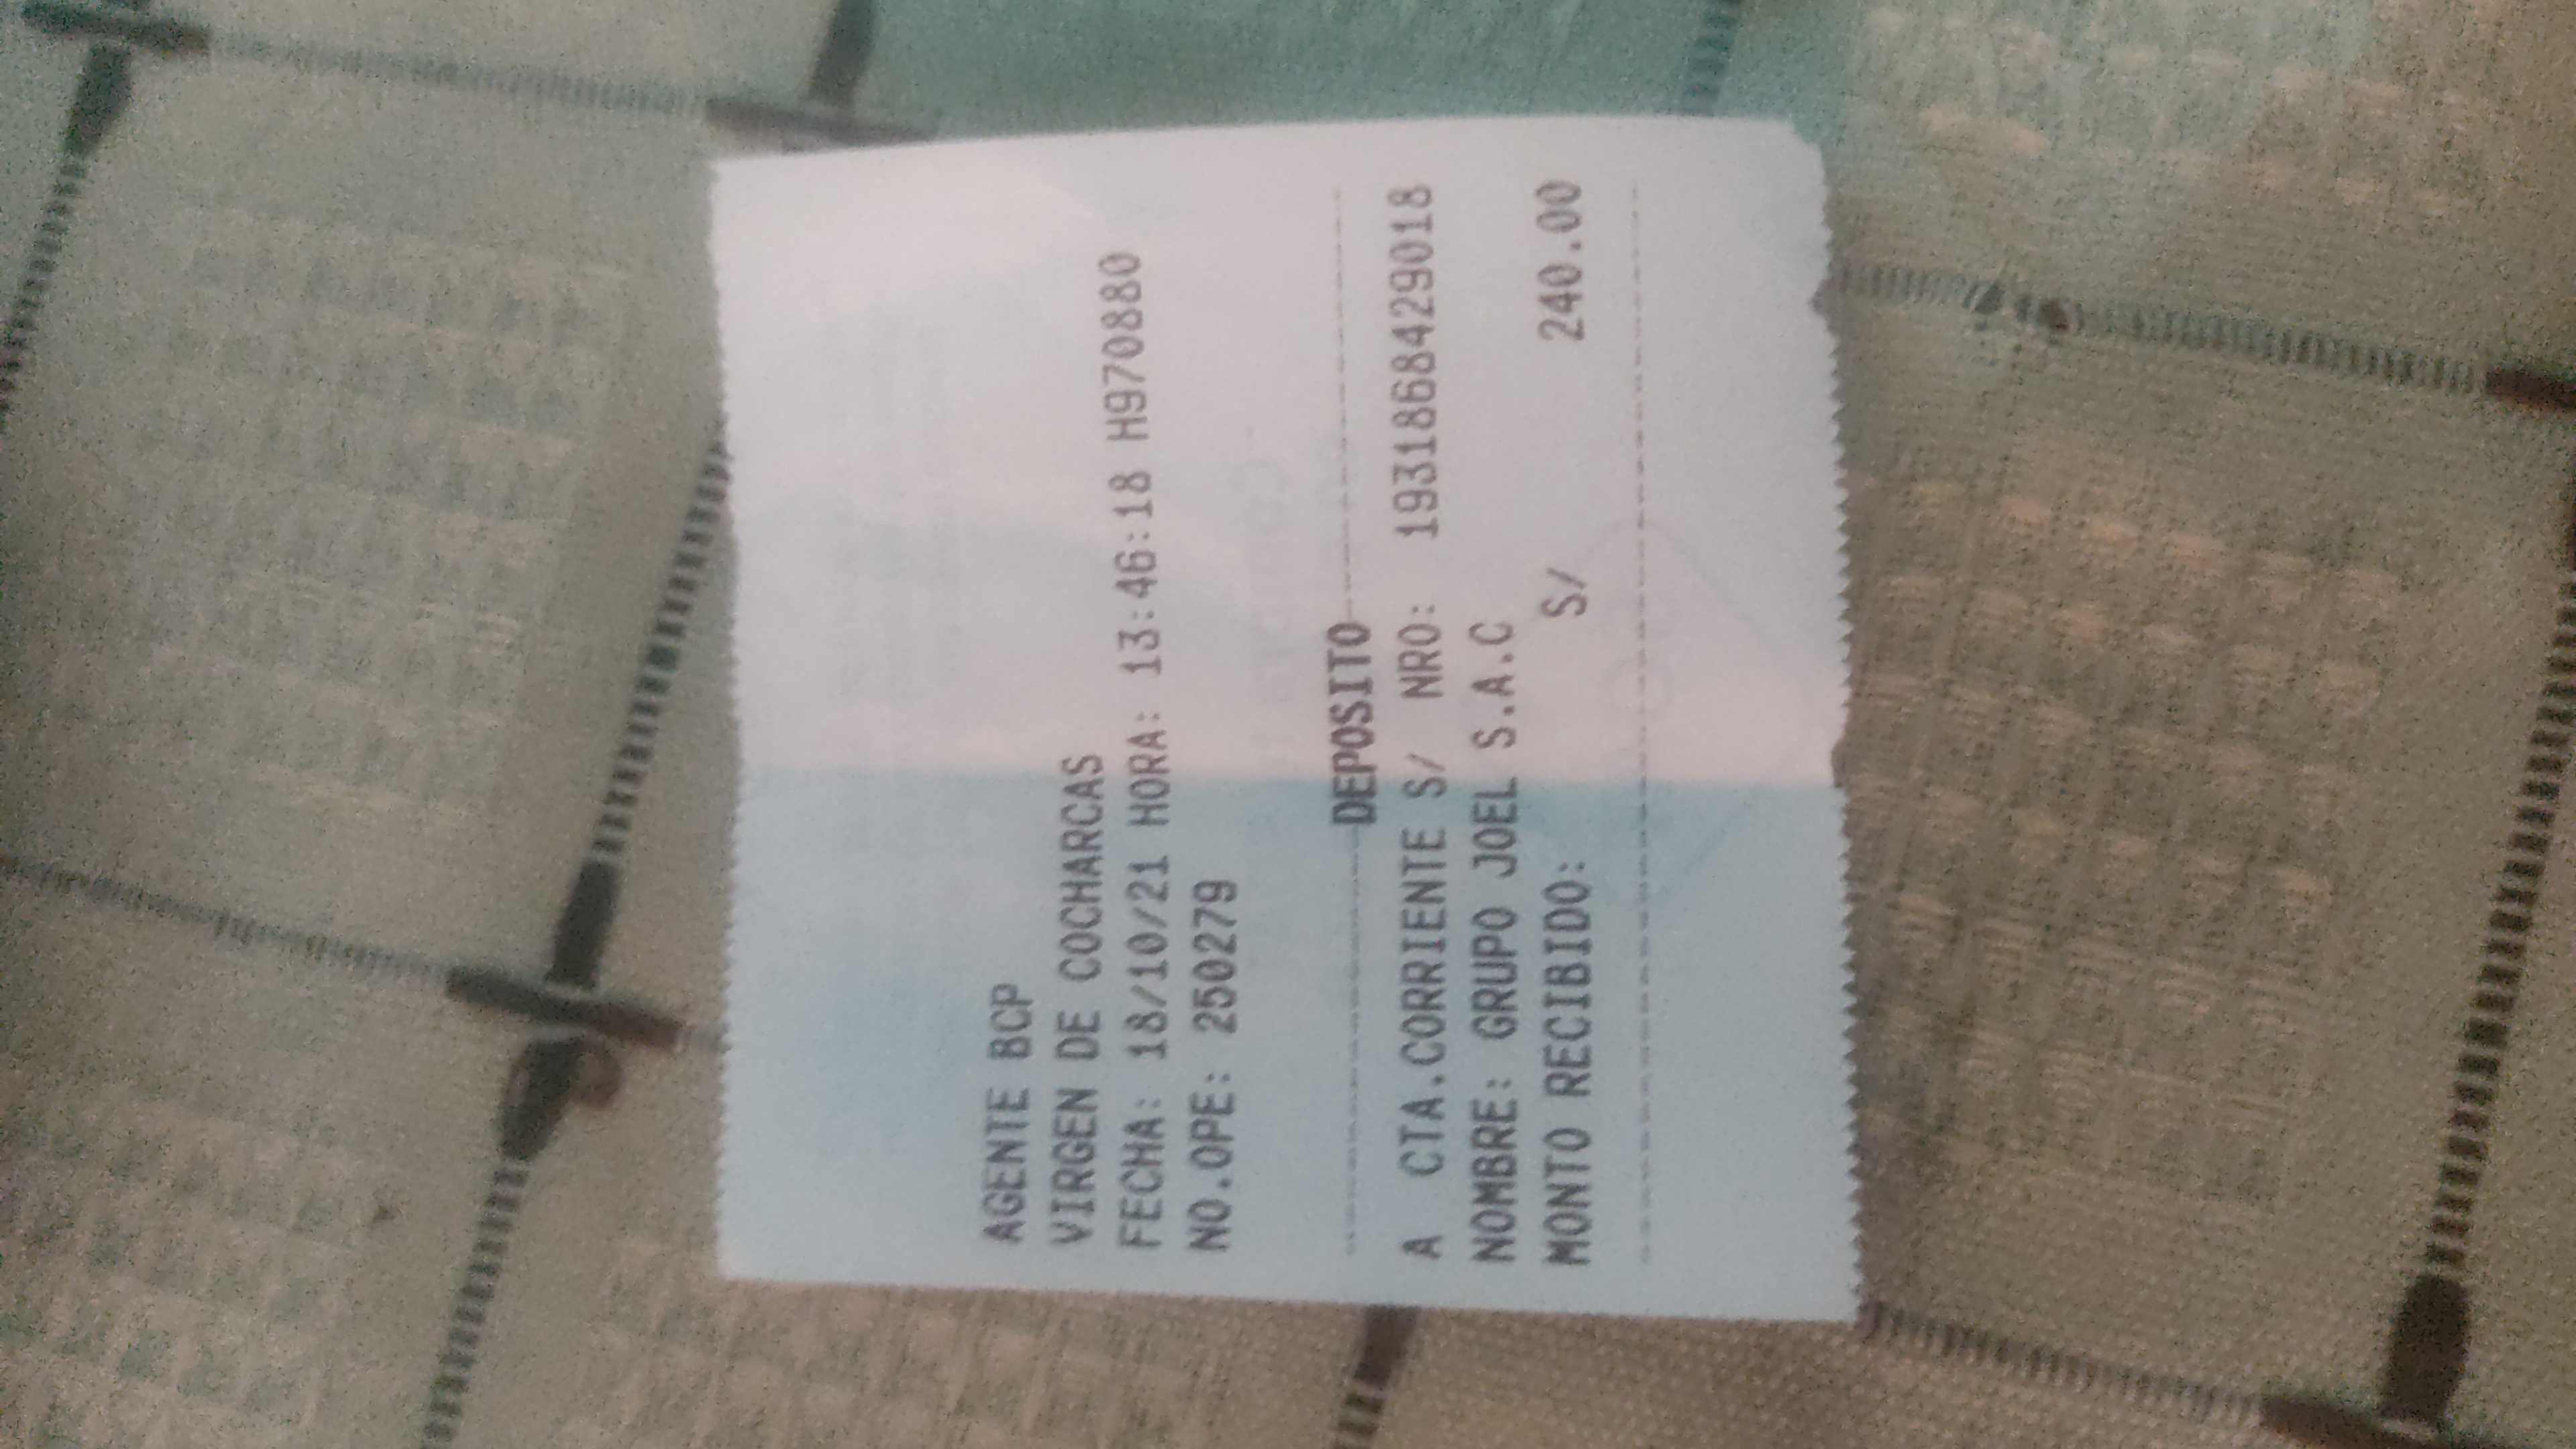 AGENTE BCP
VIRGEN DE COCHARCAS
FECHA: 18/10/21 HORA: 13:46:18 H970880
NO.OPE: 250279
DEPOSITO
A CTA.CORRIENTE S/ NRO: 1931868429018
NOMBRE: GRUPO JOEL S.A.C
MONTO RECIBIDO: S/ 240.00